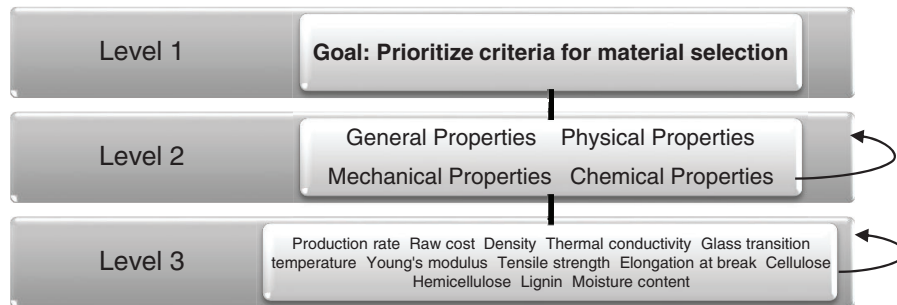 Level 1
Goal: Prioritize criteria for material selection
Level 2
General Properties Physical Properties
Mechanical Properties Chemical Properties
Level 3
Production rate Raw cost Density Thermal conductivity Glass transition
temperature Young's modulus Tensile strength Elongation at break Cellulose
Hemicellulose Lignin Moisture content